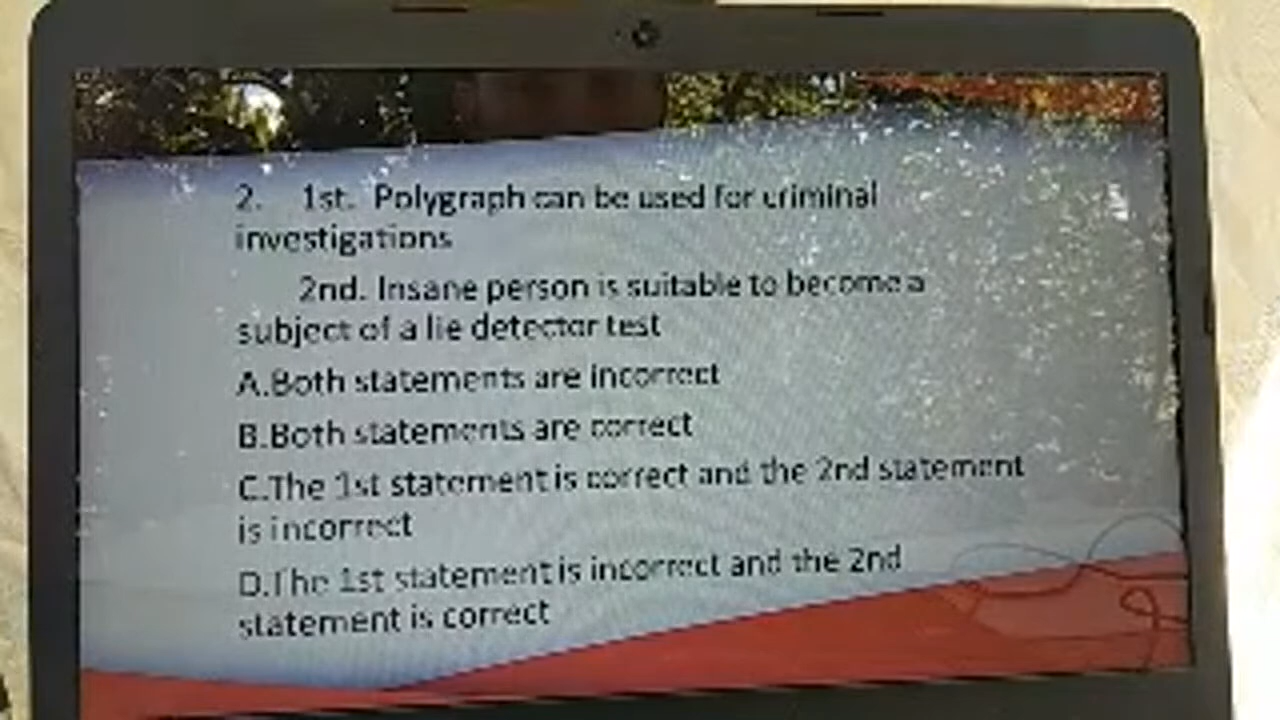 2. 1st. Polygraph can be used for criminal
investigations
2nd. Insane person is suitable to become a
subject of a lie detector test
A.Both statements are incorrect
B.Both statements are correct
C.The 1st statement is correct and the 2nd statement
is incorrect
D.The 1st statement is incorrect and the 2nd
statement is correct